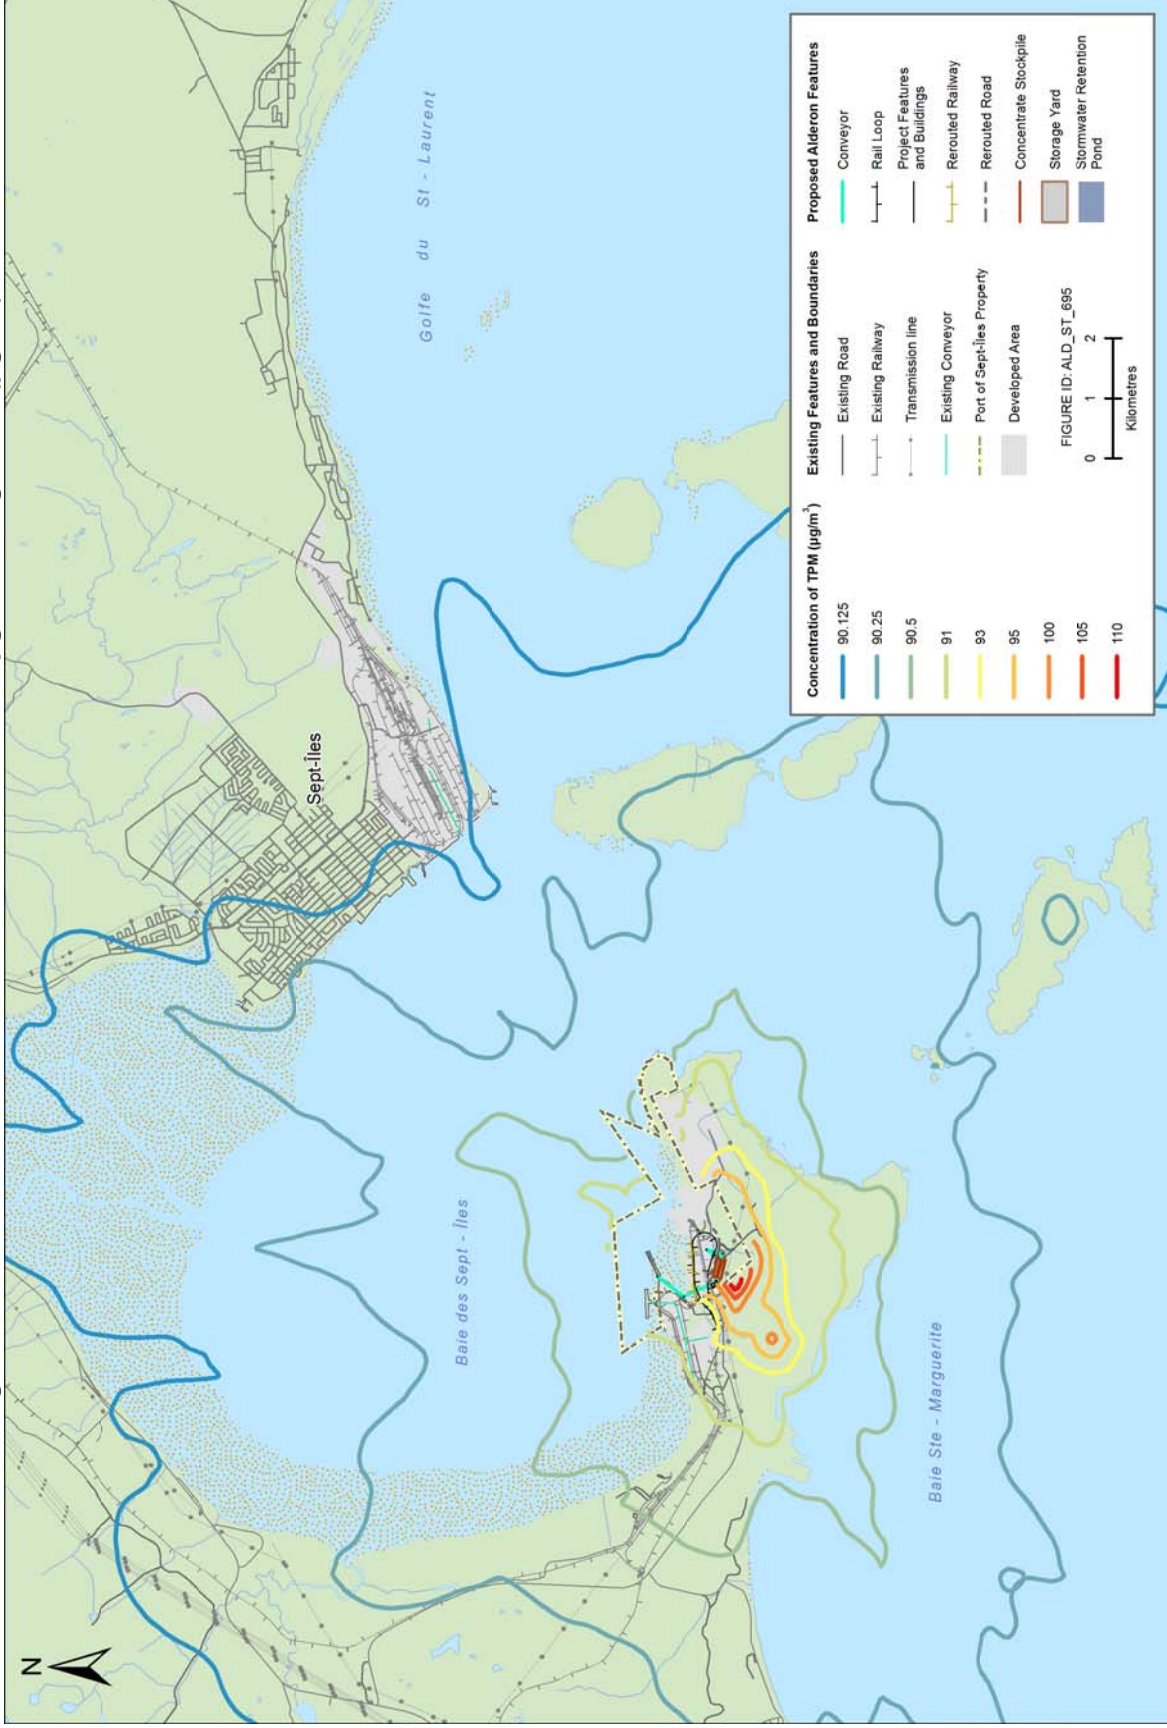 N
Sept-Îles
Golfe du St - Laurent
Baie des Sept - Îles
Baie Ste - Marguerite
Concentration of TPM (µg/m³)
90.125
90.25
90.5
91
93
95
100
105
110
Existing Features and Boundaries
Existing Road
Existing Railway
Transmission line
Existing Conveyor
Port of Sept-Îles Property
Developed Area
FIGURE ID: ALD_ST_695
0 1 2
Kilometres
Proposed Alderon Features
Conveyor
Rail Loop
Project Features
and Buildings
Rerouted Railway
Rerouted Road
Concentrate Stockpile
Storage Yard
Stormwater Retention
Pond